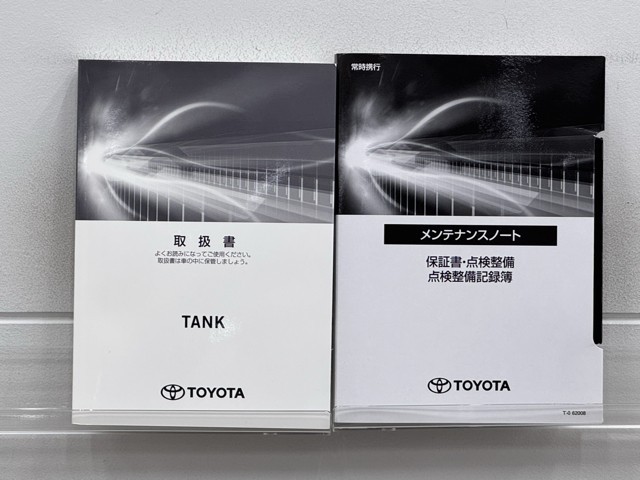 取扱書
よくお読みになってご使用ください。
取扱書は車の中に保管しましょう。
TANK
TOYOTA
常時携行
メンテナンスノート
保証書・点検整備
点検整備記録簿
TOYOTA
T-0 62008